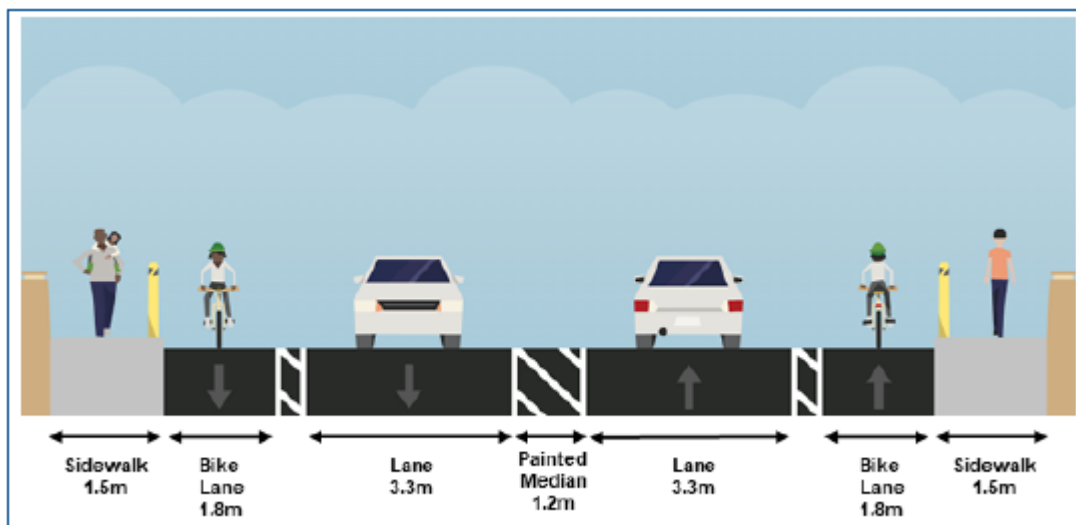 Sidewalk
1.5m
Bike
Lane
1.8m
Lane
3.3m
Painted
Median
1.2m
Lane
3.3m
Bike
Lane
1.8m
Sidewalk
1.5m